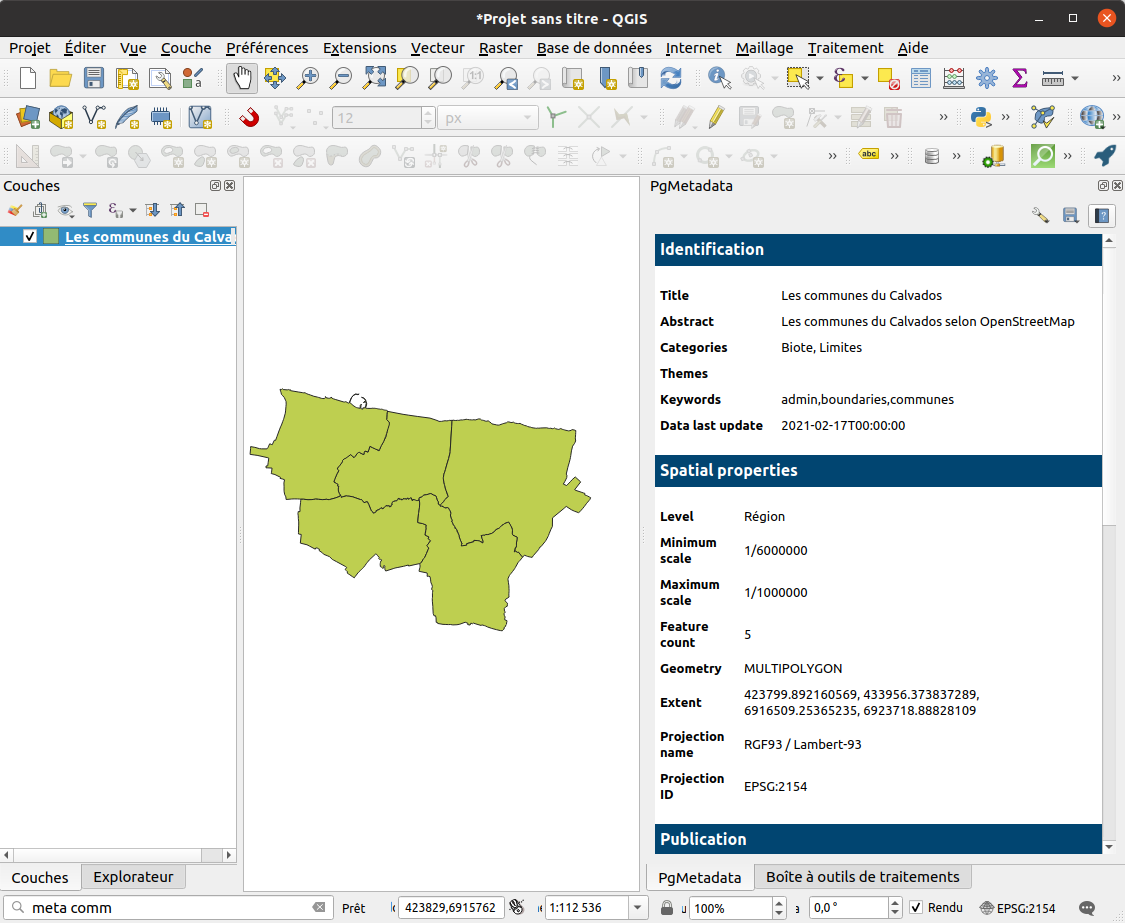 *Projet sans titre - QGIS
Projet Éditer Vue Couche Préférences Extensions Vecteur Raster Base de données Internet Maillage Traitement Aide
1:1
a
12 px
abc
Couches
PgMetadata
Les communes du Calva
Identification
Title Les communes du Calvados
Abstract Les communes du Calvados selon OpenStreetMap
Categories Biote, Limites
Themes
Keywords admin,boundaries,communes
Data last update 2021-02-17T00:00:00
Spatial properties
Level Région
Minimum
scale 1/6000000
Maximum
scale 1/1000000
Feature
count 5
Geometry MULTIPOLYGON
Extent 423799.892160569, 433956.373837289,
6916509.25365235, 6923718.88828109
Projection
name RGF93 / Lambert-93
Projection
ID EPSG:2154
Publication
Couches Explorateur
PgMetadata Boîte à outils de traitements
meta comm Prêt 423829,6915762 1:112 536 100% 0,0 ° Rendu EPSG:2154